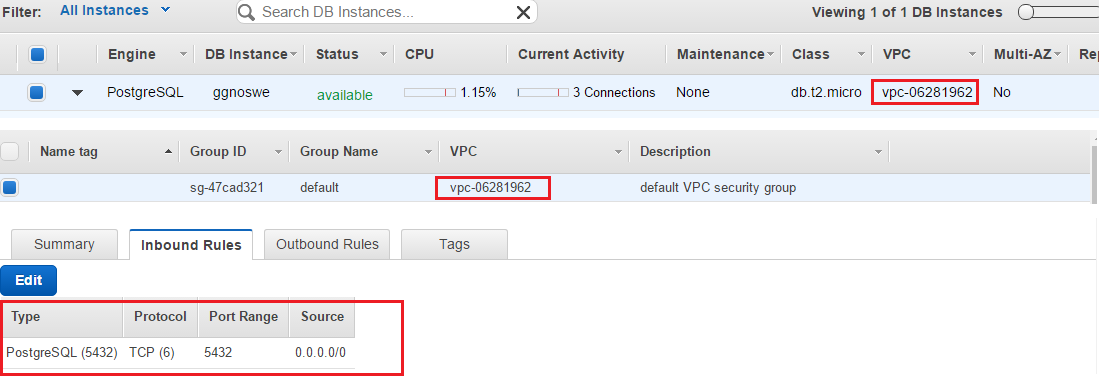 Filter: All Instances Search DB Instances... Viewing 1 of 1 DB Instances
Engine DB Instance Status CPU Current Activity Maintenance Class VPC Multi-AZ Rep
PostgreSQL ggnoswe available 1.15% 3 Connections None db.t2.micro vpc-06281962 No
Name tag Group ID Group Name VPC Description
sg-47cad321 default vpc-06281962 default VPC security group
Summary Inbound Rules Outbound Rules Tags
Edit
Type Protocol Port Range Source
PostgreSQL (5432) TCP (6) 5432 0.0.0.0/0